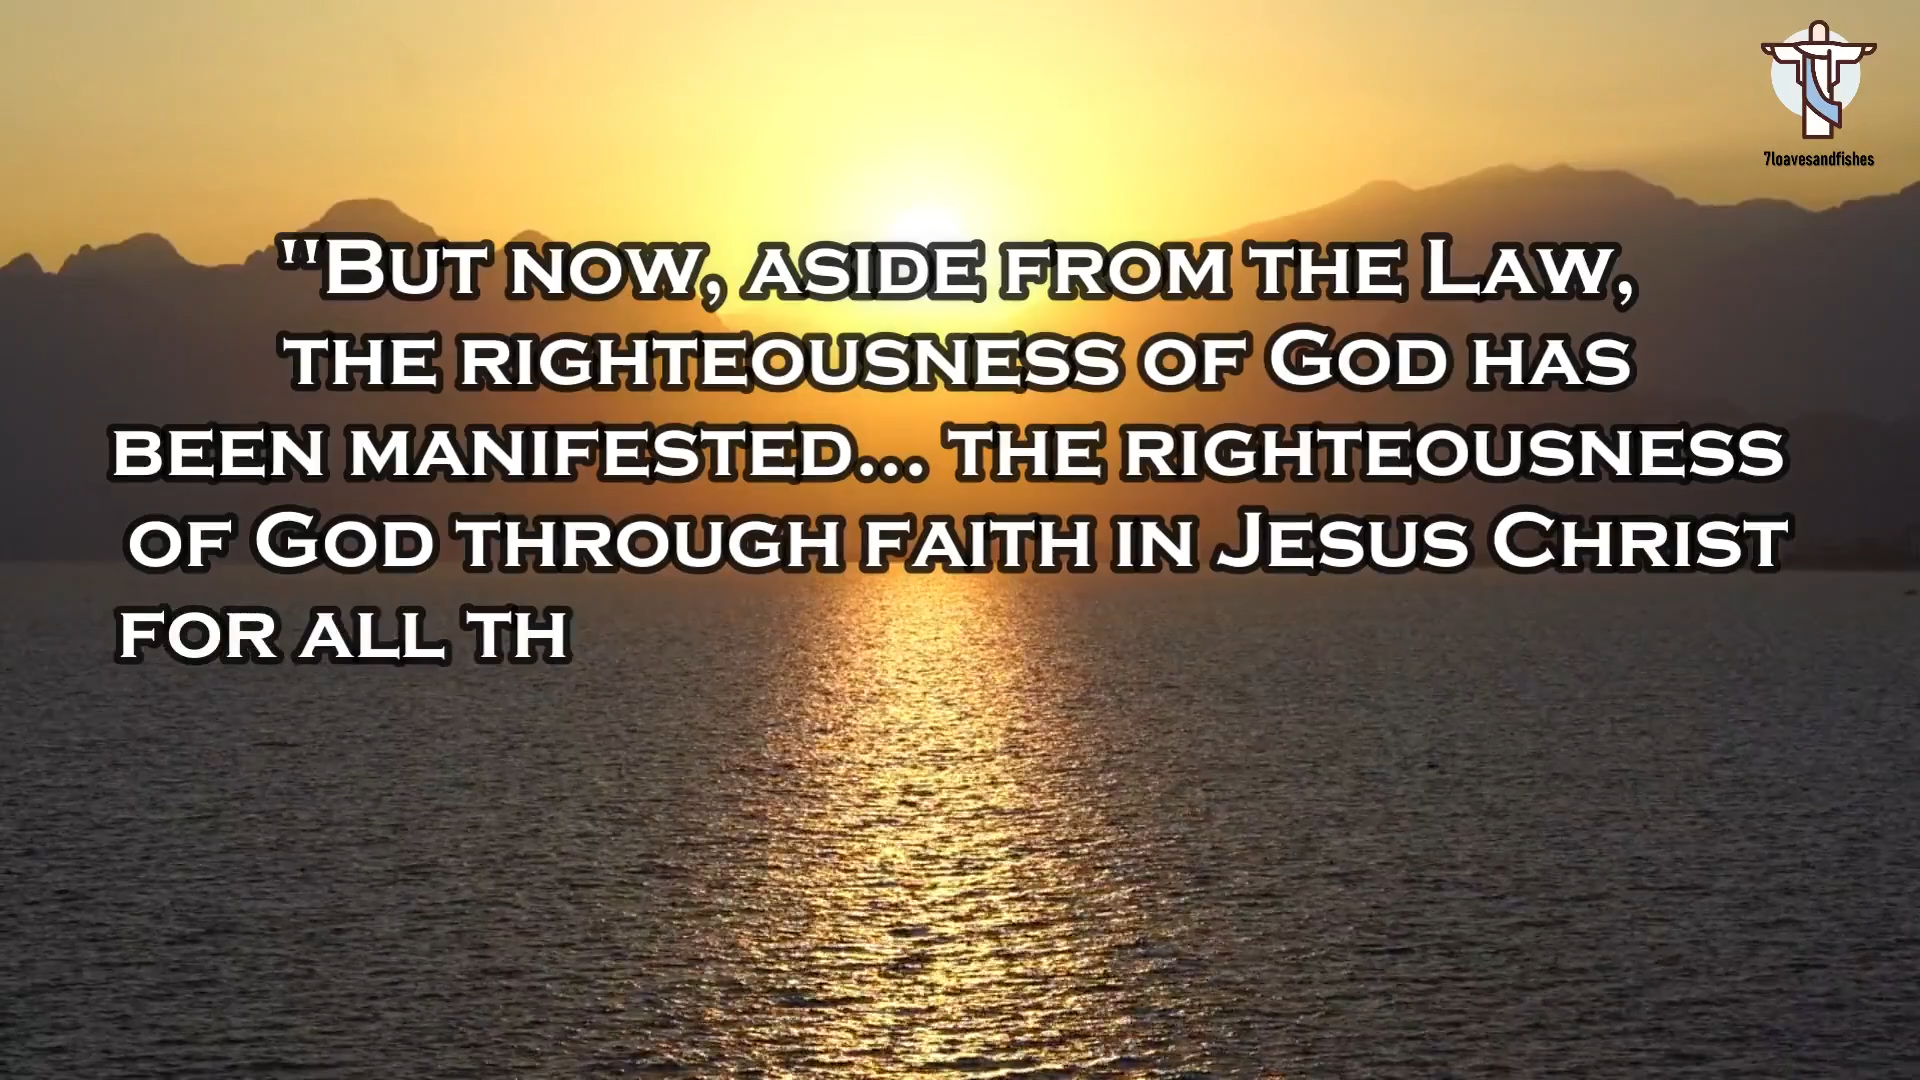 7loavesandfishes
"But now, aside from the Law,
the righteousness of God has
been manifested... the righteousness
of God through faith in Jesus Christ
for all th